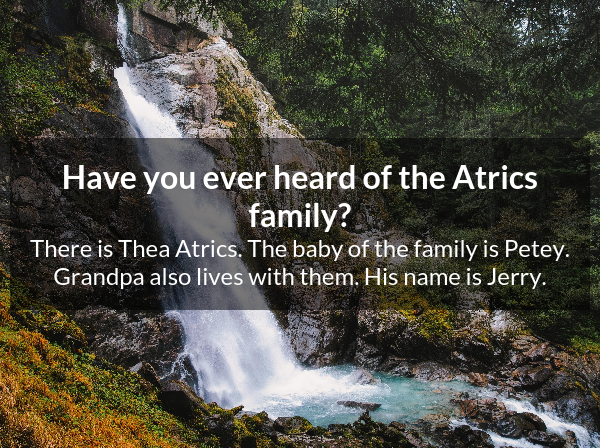 Have you ever heard of the Atrics
family?
There is Thea Atrics. The baby of the family is Petey.
Grandpa also lives with them. His name is Jerry.